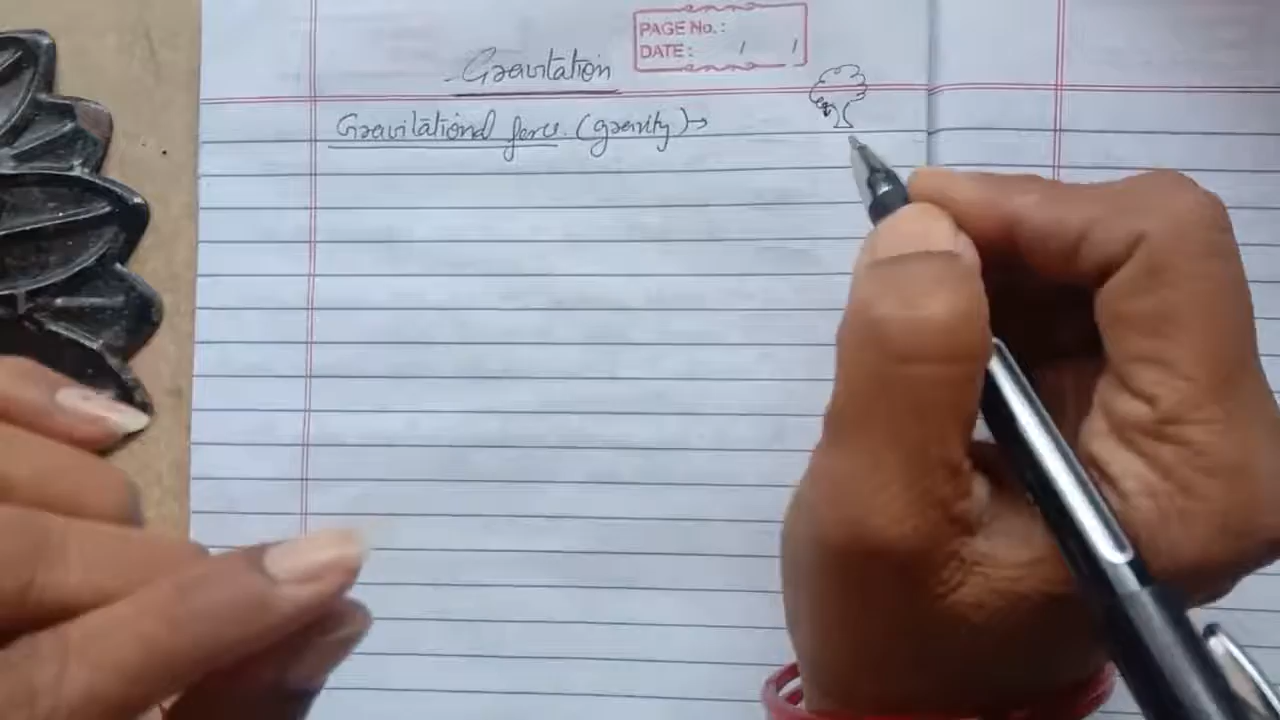 PAGE No.:
DATE: / /
Gravitation
Gravitational force (gravity) →